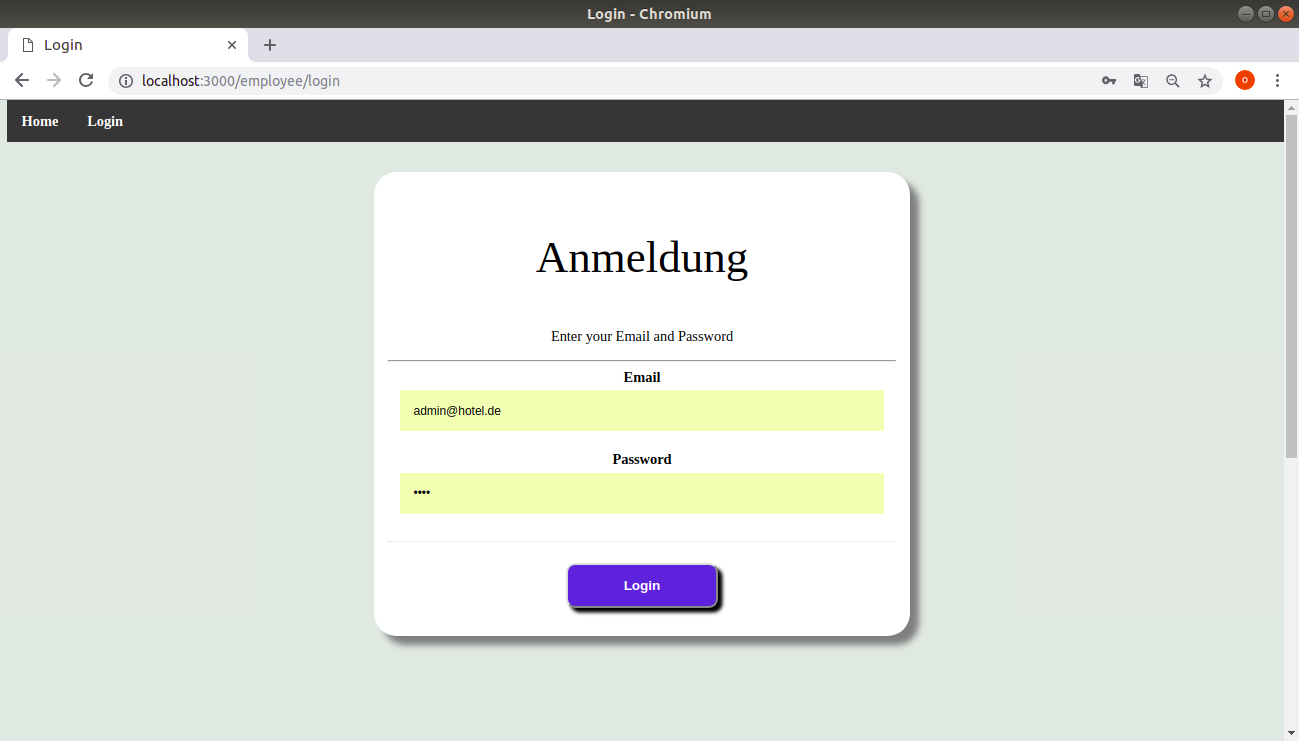 Login - Chromium
Login
localhost:3000/employee/login
o
Home Login
Anmeldung
Enter your Email and Password
Email
admin@hotel.de
Password
••••
Login